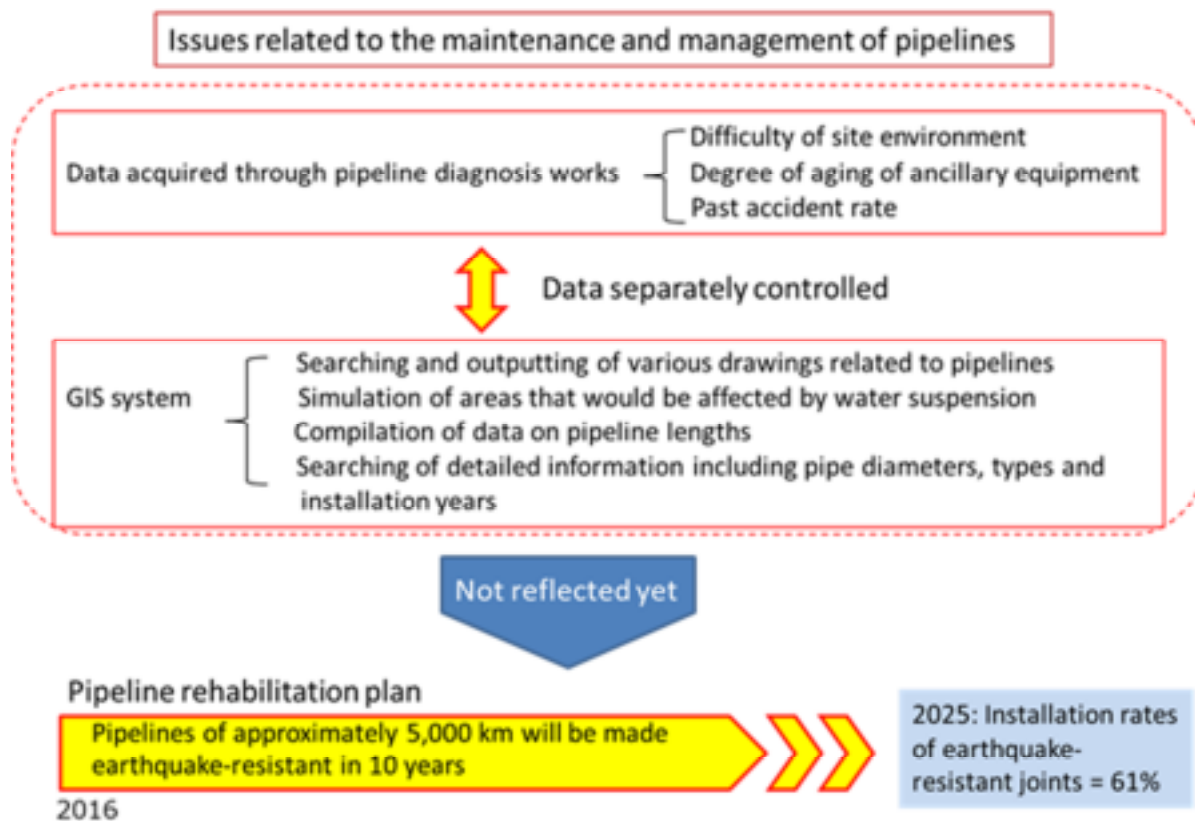 Issues related to the maintenance and management of pipelines
Data acquired through pipeline diagnosis works
Difficulty of site environment
Degree of aging of ancillary equipment
Past accident rate
Data separately controlled
GIS system
Searching and outputting of various drawings related to pipelines
Simulation of areas that would be affected by water suspension
Compilation of data on pipeline lengths
Searching of detailed information including pipe diameters, types and
installation years
Not reflected yet
Pipeline rehabilitation plan
Pipelines of approximately 5,000 km will be made
earthquake-resistant in 10 years
2016
2025: Installation rates
of earthquake-
resistant joints = 61%